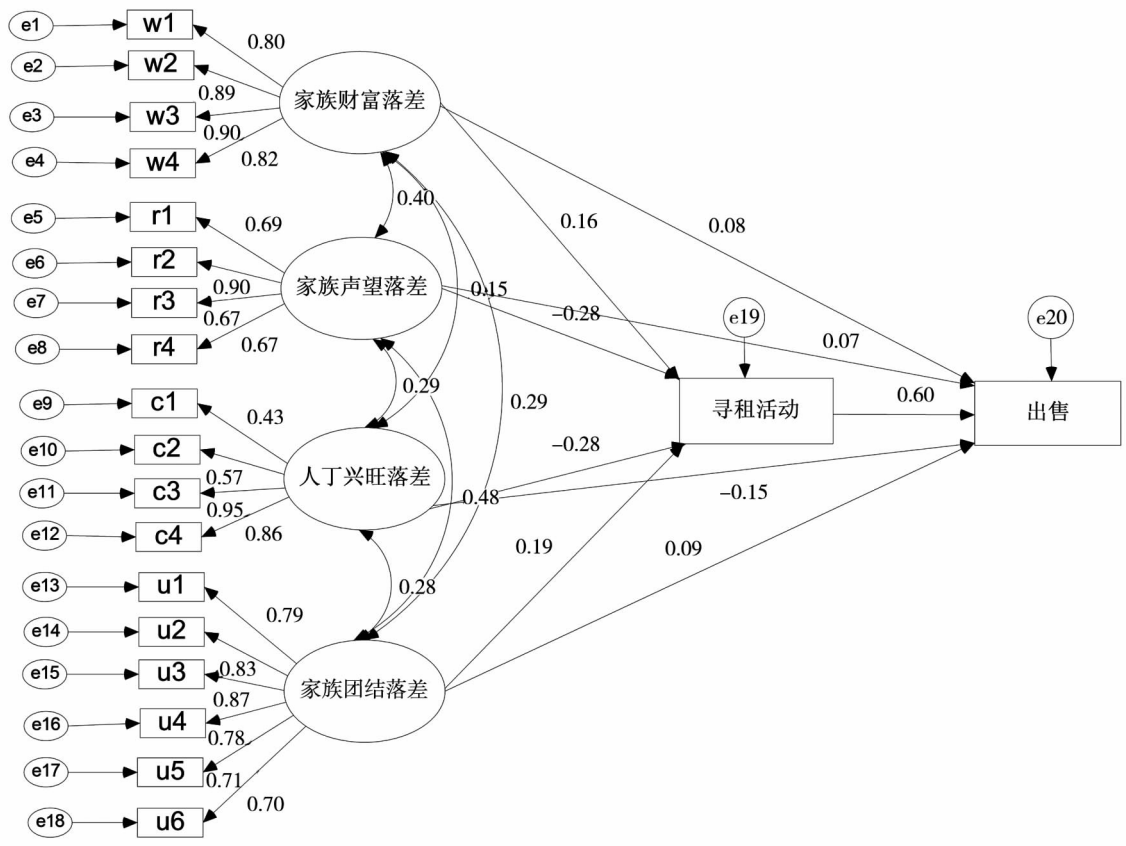 e1
w1
0.80
e2
w2
0.89
家族财富落差
e3
w3
0.90
e4
w4
0.82
0.40
e5
r1
0.69
0.16
0.08
e6
r2
0.90
家族声望落差
0.15
e7
r3
0.67
-0.28
e19
e20
e8
r4
0.67
0.07
0.29
e9
c1
0.43
0.29
寻租活动
0.60
出售
e10
c2
0.57
人丁兴旺落差
-0.28
e11
c3
0.95
0.48
-0.15
e12
c4
0.86
0.19
0.09
e13
u1
0.79
0.28
e14
u2
0.83
e15
u3
0.87
家族团结落差
e16
u4
0.78
e17
u5
0.71
e18
u6
0.70